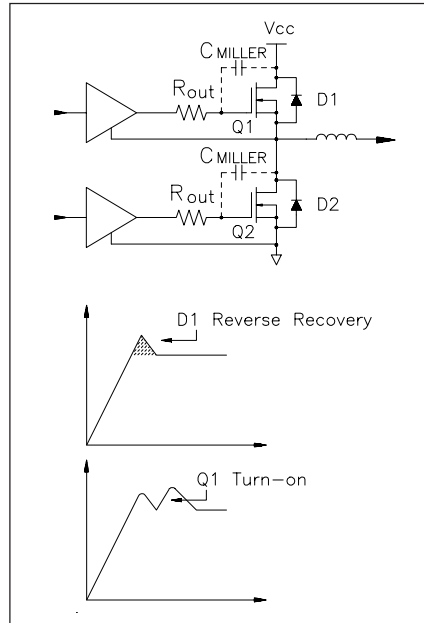 Vcc
CMILLER
Rout
D1
Q1
CMILLER
Rout
D2
Q2
D1 Reverse Recovery
Q1 Turn-on